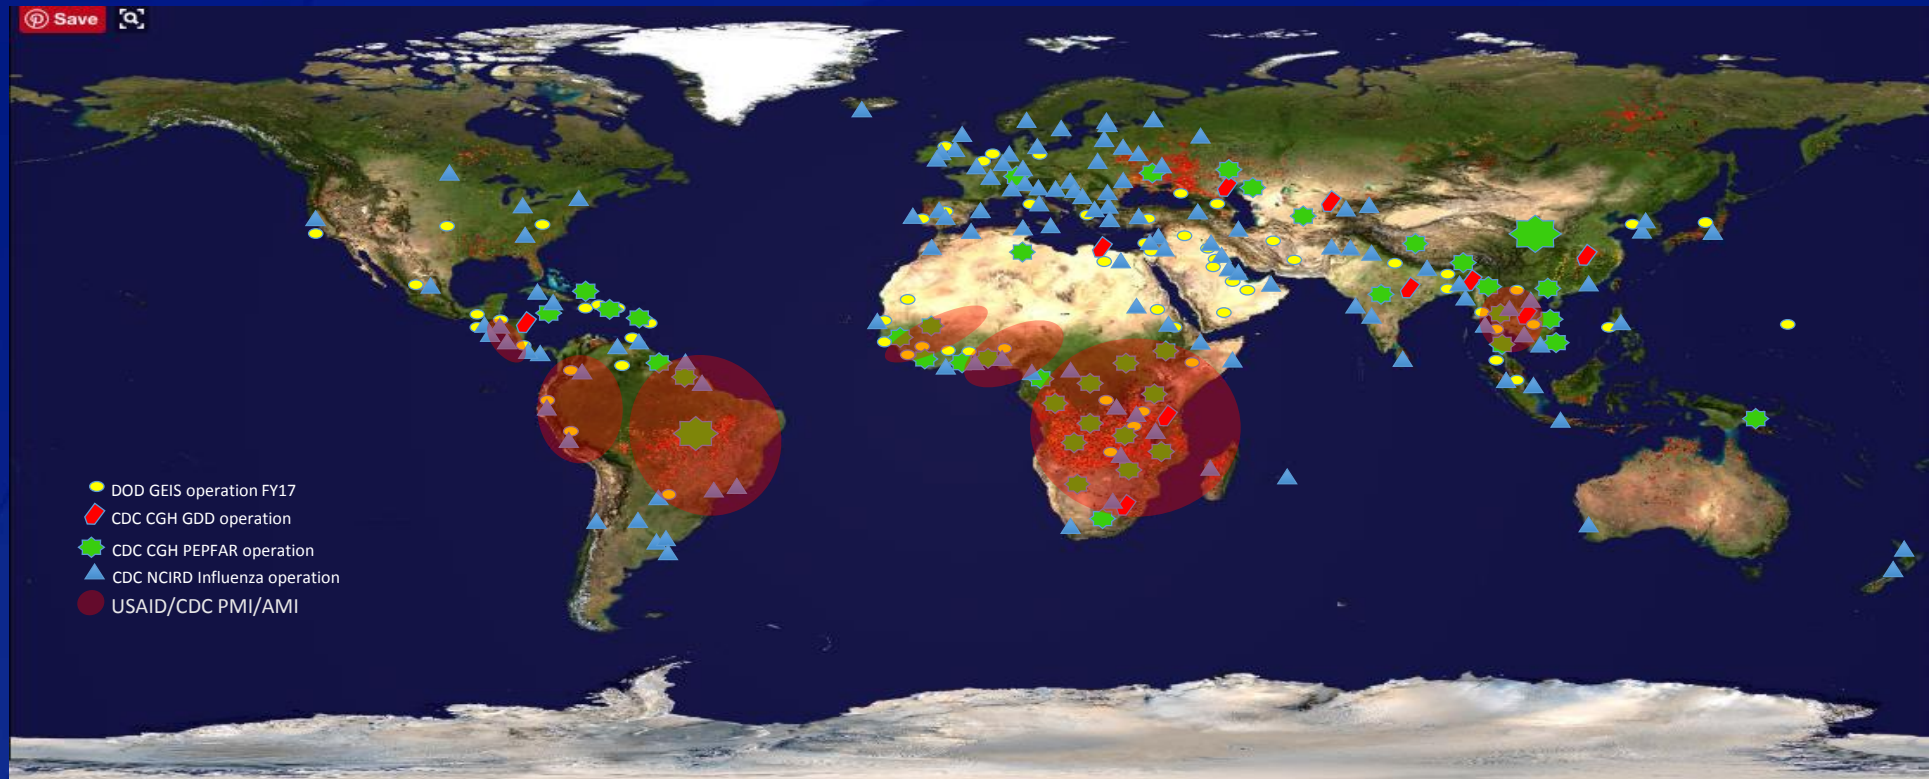 Save
DOD GEIS operation FY17
CDC CGH GDD operation
CDC CGH PEPFAR operation
CDC NCIRD Influenza operation
USAID/CDC PMI/AMI